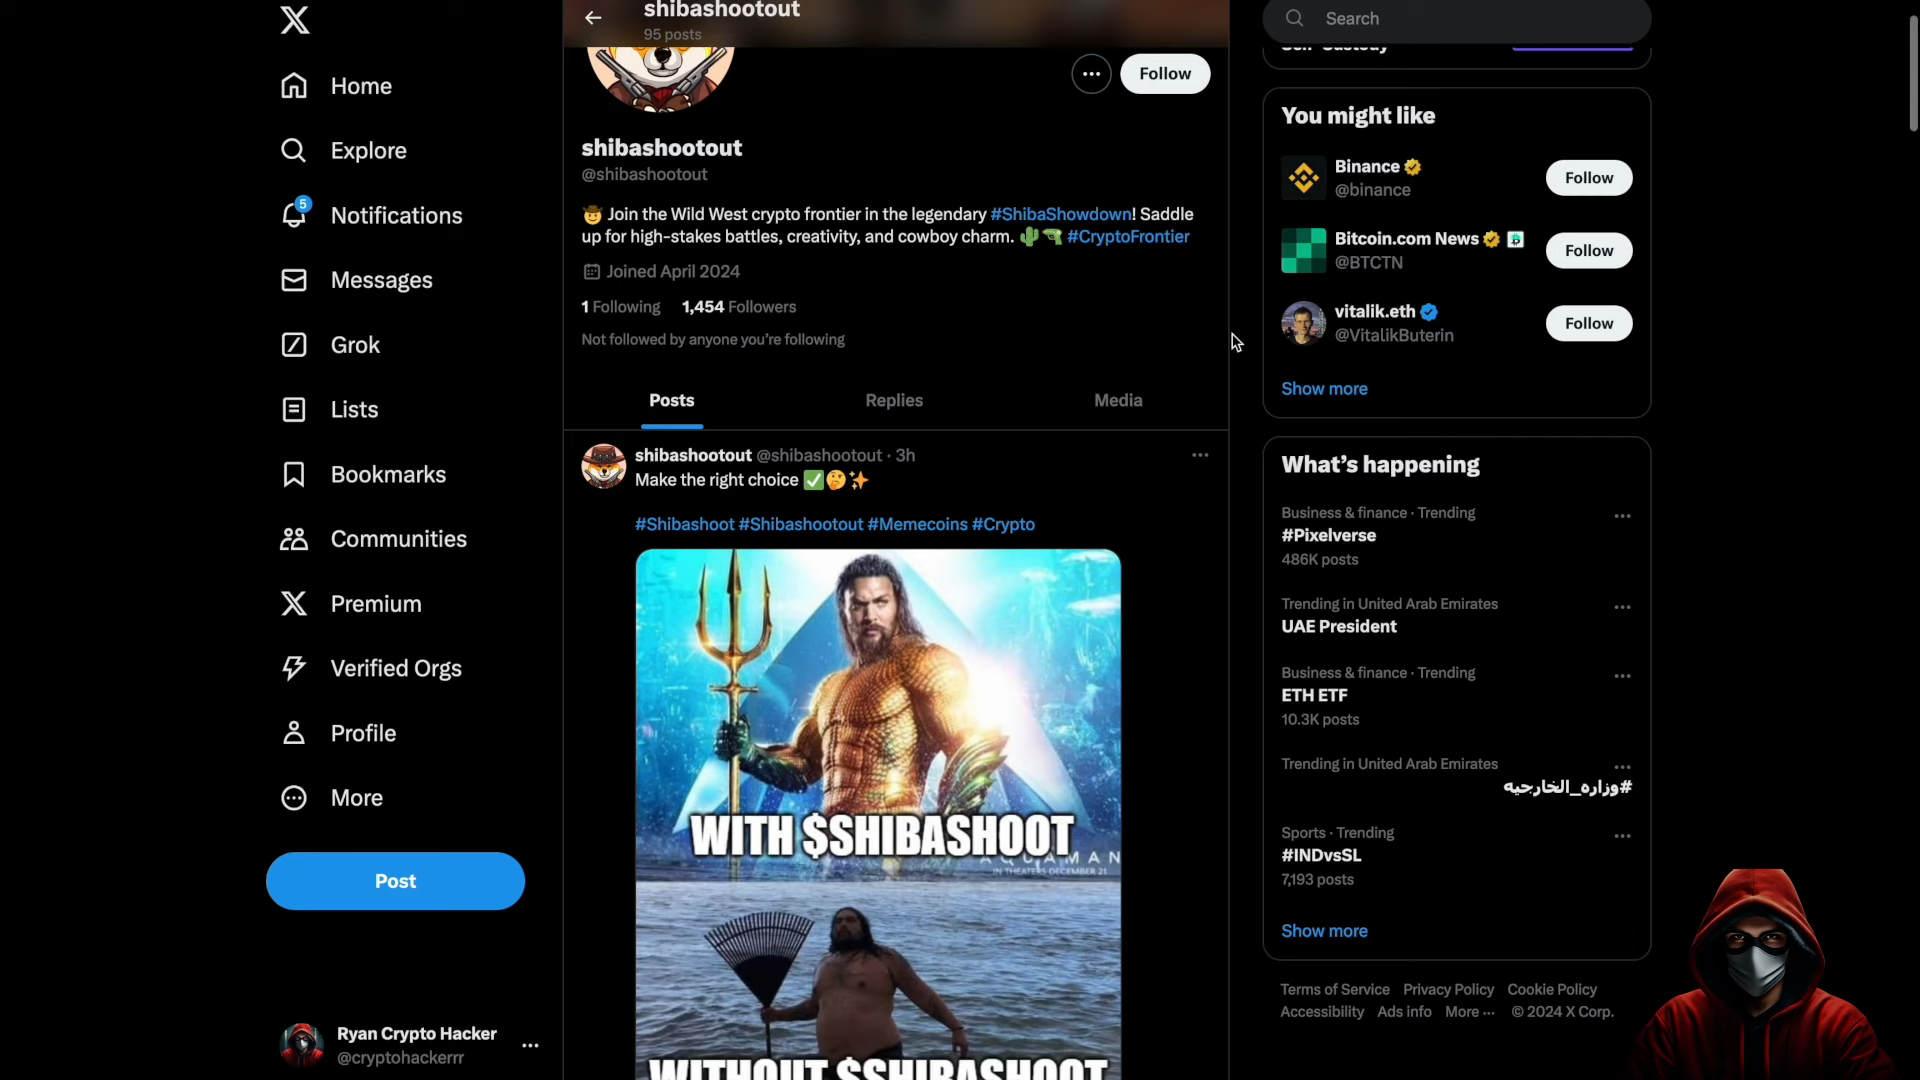 Home
Explore
5
Notifications
Messages
Grok
Lists
Bookmarks
Communities
Premium
Verified Orgs
Profile
More
Post
Ryan Crypto Hacker
@cryptohackerrr
shibashootout
95 posts
Follow
shibashootout
@shibashootout
🤠 Join the Wild West crypto frontier in the legendary #ShibaShowdown! Saddle
up for high-stakes battles, creativity, and cowboy charm. 🌵🔫 #CryptoFrontier
Joined April 2024
1 Following 1,454 Followers
Not followed by anyone you’re following
Posts Replies Media
shibashootout @shibashootout · 3h
Make the right choice ✅🤔✨
#Shibashoot #Shibashootout #Memecoins #Crypto
WITH $SHIBASHOOT
AQUAMAN
IN THEATERS DECEMBER 21
WITHOUT $SHIBASHOOT
Search
Self-Custody
You might like
Binance
@binance
Follow
Bitcoin.com News
@BTCTN
Follow
vitalik.eth
@VitalikButerin
Follow
Show more
What’s happening
Business & finance · Trending
#Pixelverse
486K posts
Trending in United Arab Emirates
UAE President
Business & finance · Trending
ETH ETF
10.3K posts
Trending in United Arab Emirates
#وزاره_الخارجيه
Sports · Trending
#INDvsSL
7,193 posts
Show more
Terms of Service Privacy Policy Cookie Policy
Accessibility Ads info More ··· © 2024 X Corp.